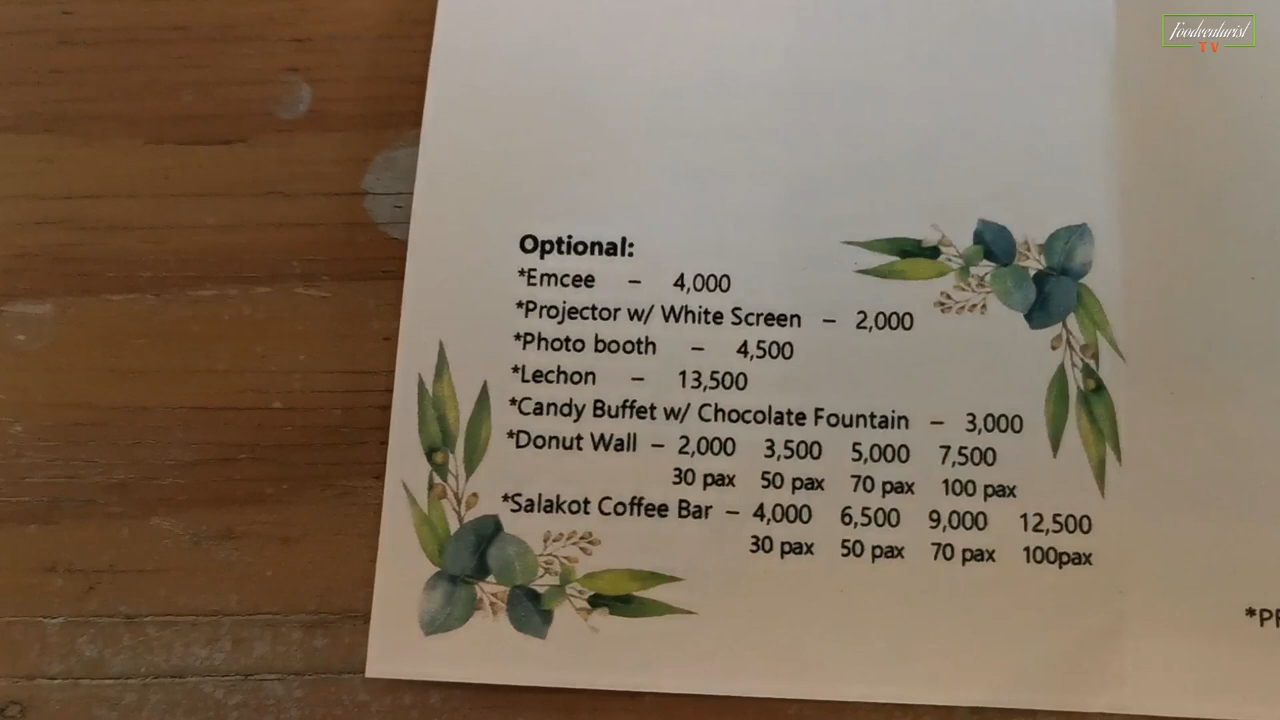 Foodventurist
TV
Optional:
*Emcee – 4,000
*Projector w/ White Screen – 2,000
*Photo booth – 4,500
*Lechon – 13,500
*Candy Buffet w/ Chocolate Fountain – 3,000
*Donut Wall – 2,000 3,500 5,000 7,500
30 pax 50 pax 70 pax 100 pax
*Salakot Coffee Bar – 4,000 6,500 9,000 12,500
30 pax 50 pax 70 pax 100pax